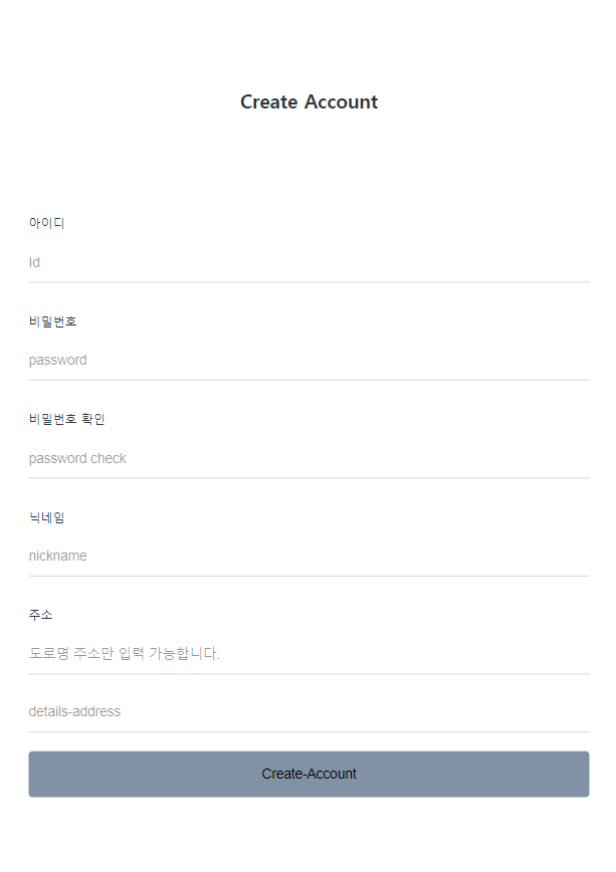 Create Account
아이디
Id
비밀번호
password
비밀번호 확인
password check
닉네임
nickname
주소
도로명 주소만 입력 가능합니다.
details-address
Create-Account